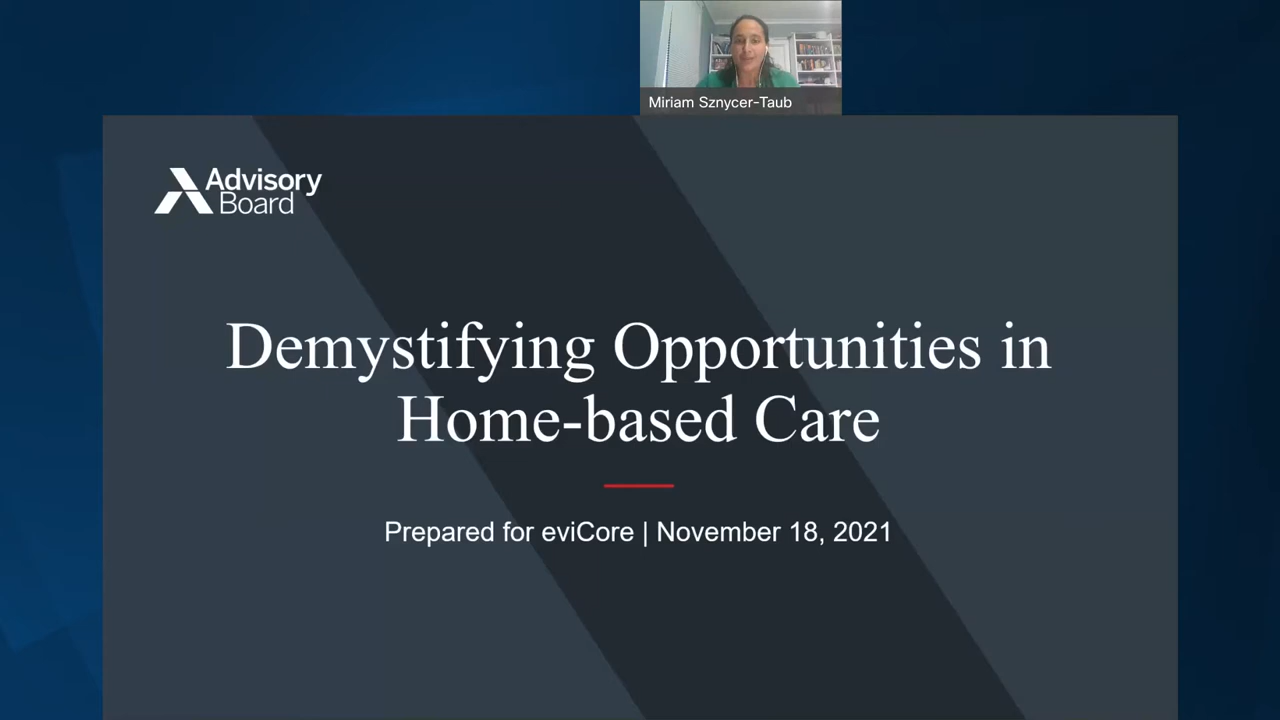 Miriam Sznycer-Taub
Advisory
Board
Demystifying Opportunities in
Home-based Care
Prepared for eviCore | November 18, 2021